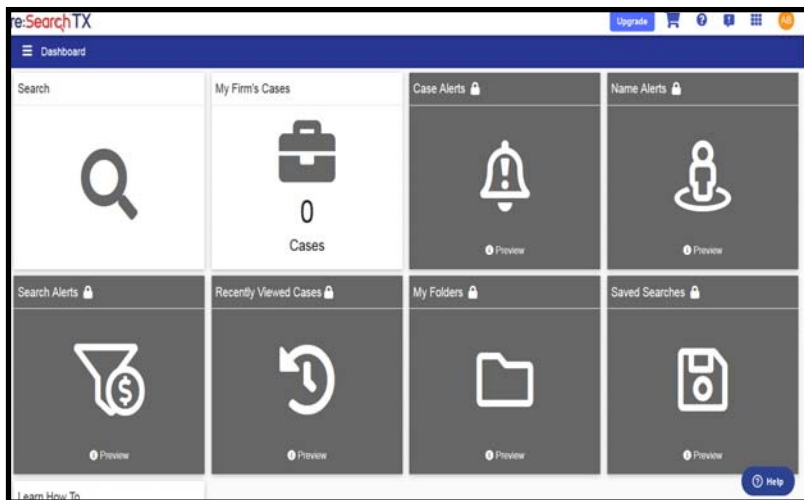 re:SearchTX
Upgrade
AB
Dashboard
Search
My Firm's Cases
Case Alerts
Name Alerts
0
Cases
Preview
Preview
Search Alerts
Recently Viewed Cases
My Folders
Saved Searches
Preview
Preview
Preview
Preview
Help
Learn How To